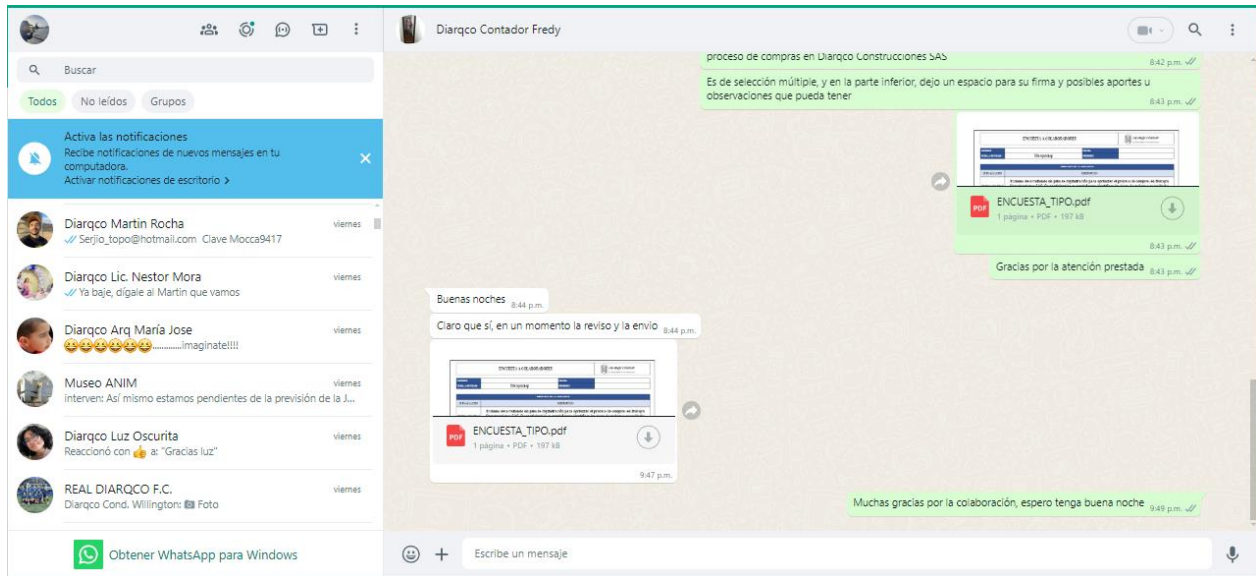 Buscar
Todos
No leídos
Grupos
Activa las notificaciones
Recibe notificaciones de nuevos mensajes en tu
computadora.
Activar notificaciones de escritorio >
Diarqco Martin Rocha
viernes
Serjio_topo@hotmail.com Clave Mocca9417
Diarqco Lic. Nestor Mora
viernes
Ya baje, dígale al Martin que vamos
Diarqco Arq María Jose
viernes
😄😄😄😄😄😄............imaginate!!!!
Museo ANIM
viernes
interven: Así mismo estamos pendientes de la previsión de la J...
Diarqco Luz Oscurita
viernes
Reaccionó con 👍 a: "Gracias luz"
REAL DIARQCO F.C.
viernes
Diarqco Cond. Willington: 📷 Foto
Obtener WhatsApp para Windows
Diarqco Contador Fredy
proceso de compras en Diarqco Construcciones SAS
8:42 p.m.
Es de selección múltiple, y en la parte inferior, dejo un espacio para su firma y posibles aportes u
observaciones que pueda tener
8:43 p.m.
ENCUESTA A COLABORADORES
PDF
ENCUESTA_TIPO.pdf
1 página • PDF • 197 kB
8:43 p.m.
Gracias por la atención prestada 8:43 p.m.
Buenas noches 8:44 p.m.
Claro que sí, en un momento la reviso y la envio 8:44 p.m.
ENCUESTA A COLABORADORES
PDF
ENCUESTA_TIPO.pdf
1 página • PDF • 197 kB
9:47 p.m.
Muchas gracias por la colaboración, espero tenga buena noche 9:49 p.m.
Escribe un mensaje